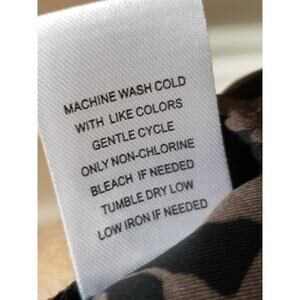 MACHINE WASH COLD
WITH LIKE COLORS
GENTLE CYCLE
ONLY NON-CHLORINE
BLEACH IF NEEDED
TUMBLE DRY LOW
LOW IRON IF NEEDED